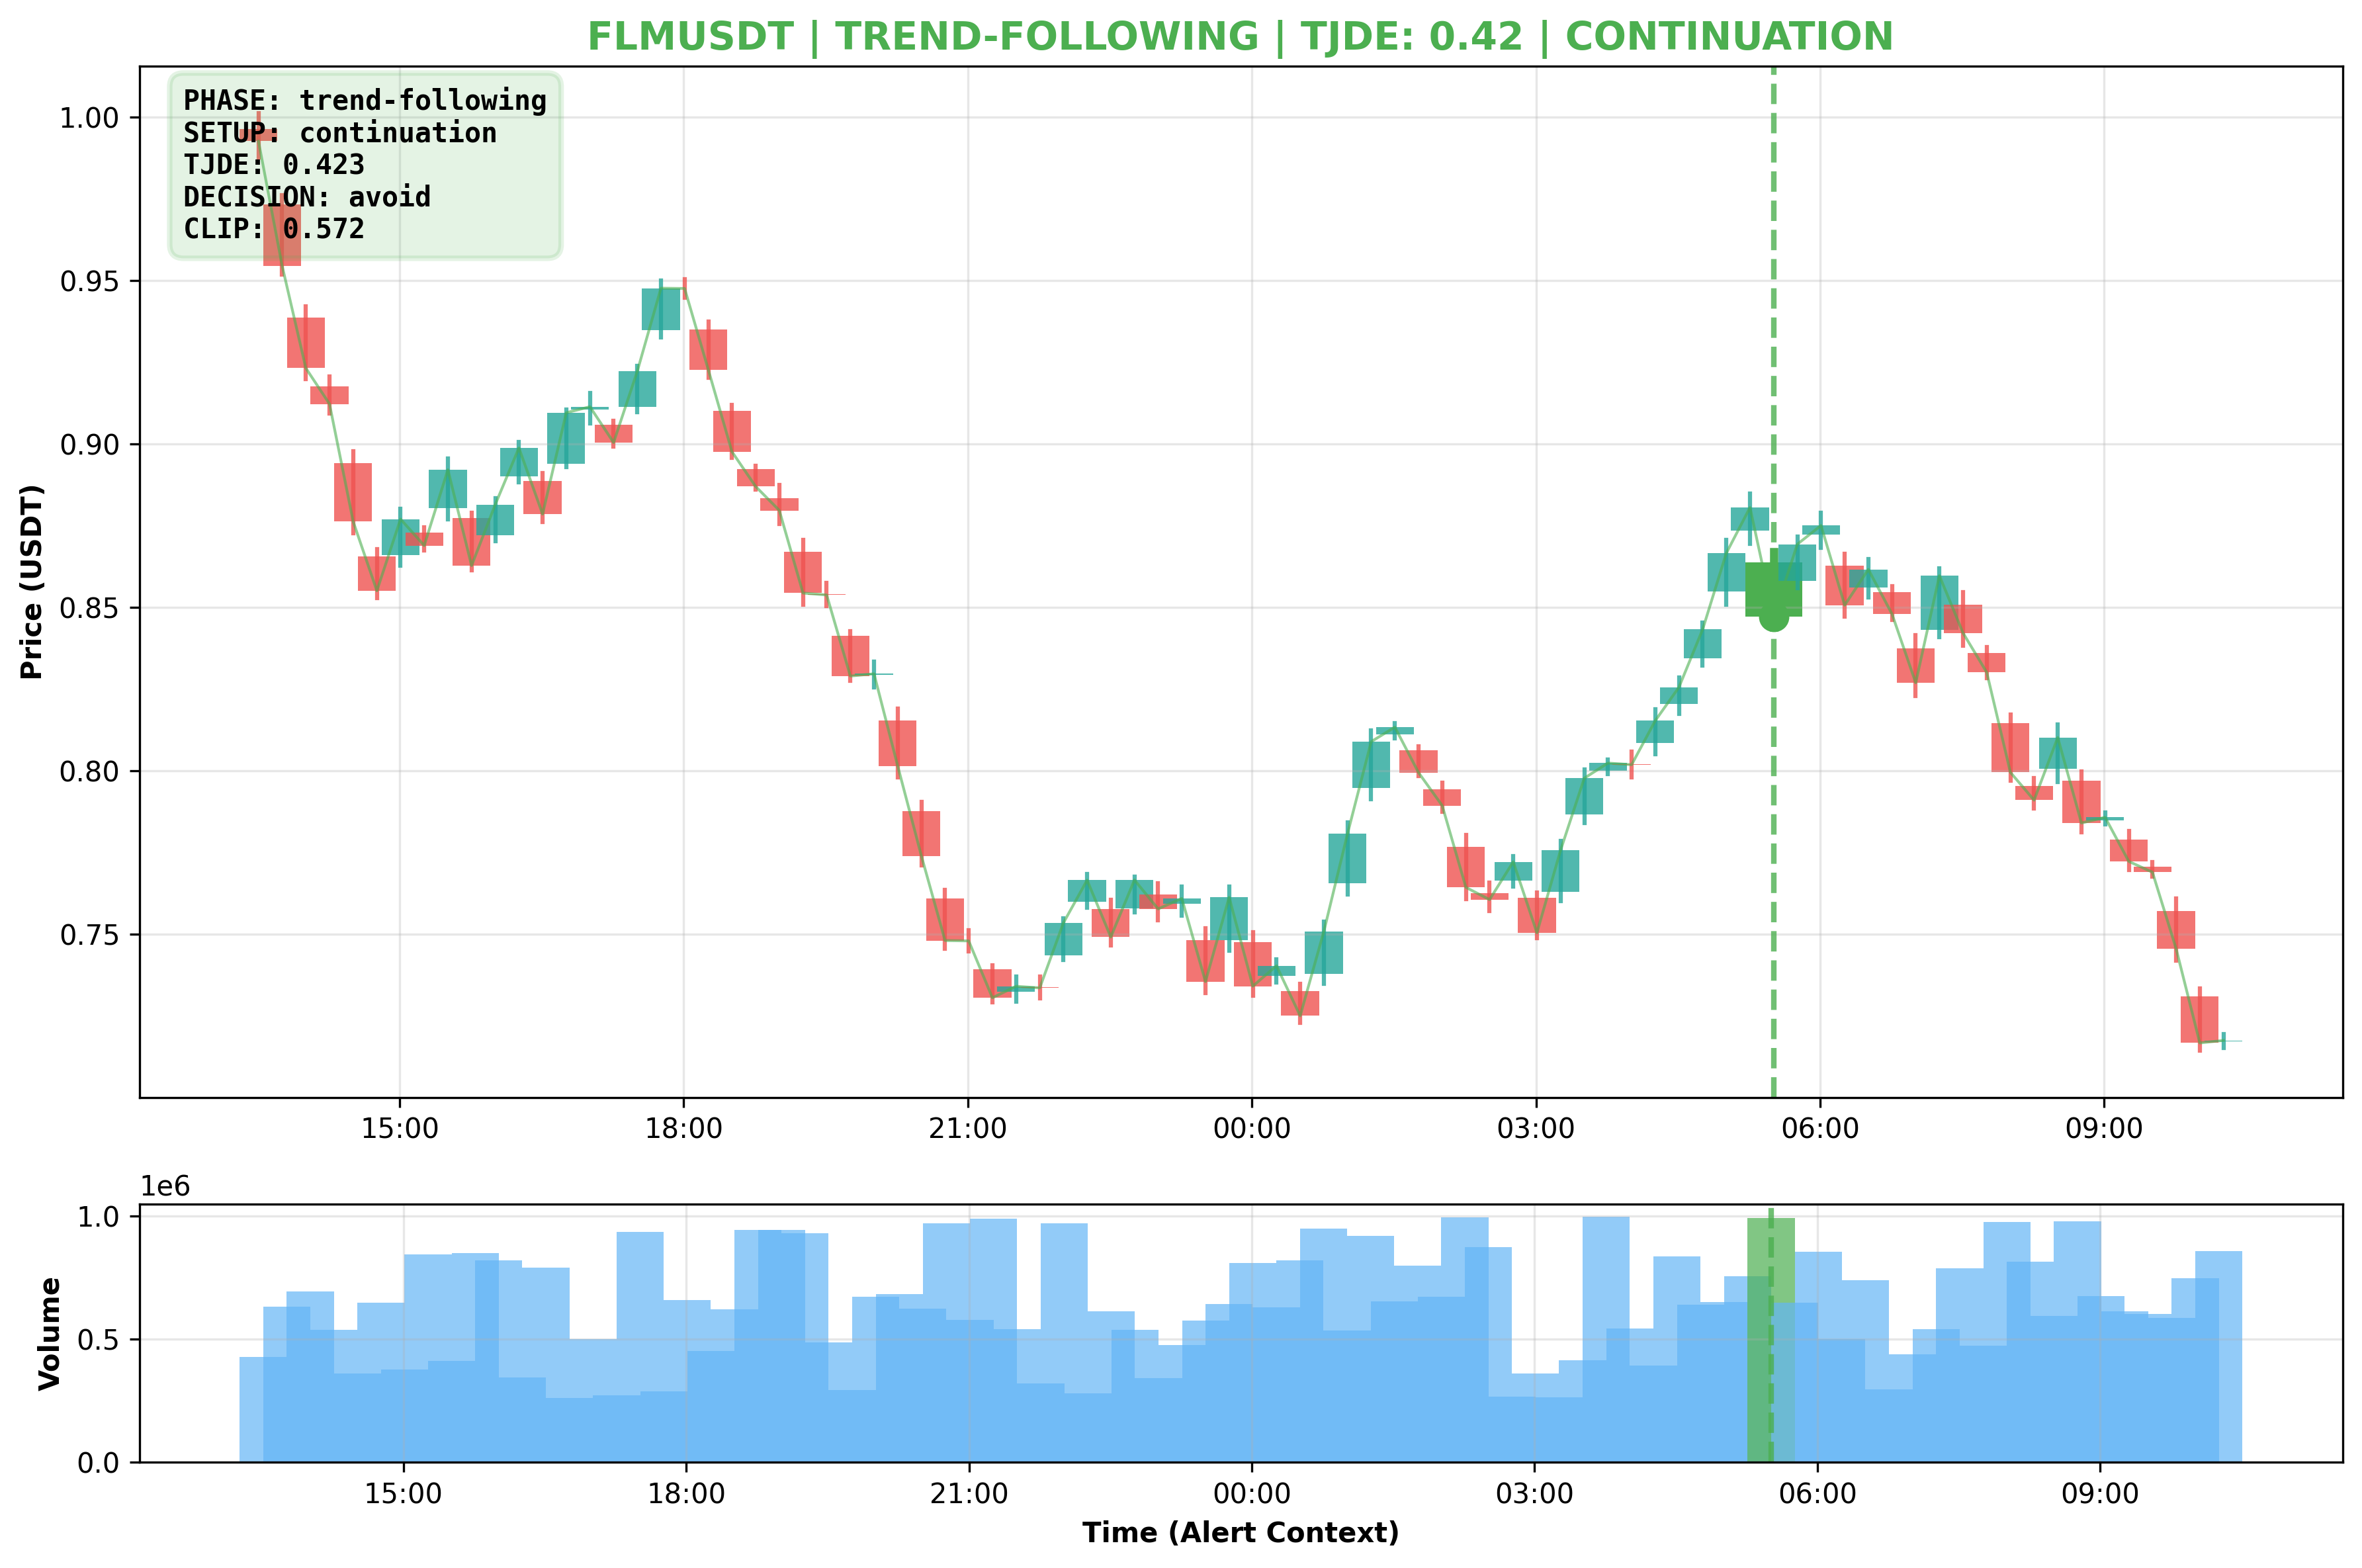 FLMUSDT | TREND-FOLLOWING | TJDE: 0.42 | CONTINUATION
PHASE: trend-following
SETUP: continuation
TJDE: 0.423
DECISION: avoid
CLIP: 0.572
Price (USDT)
1.00
0.95
0.90
0.85
0.80
0.75
15:00 18:00 21:00 00:00 03:00 06:00 09:00
1e6
Volume
1.0
0.5
0.0
15:00 18:00 21:00 00:00 03:00 06:00 09:00
Time (Alert Context)